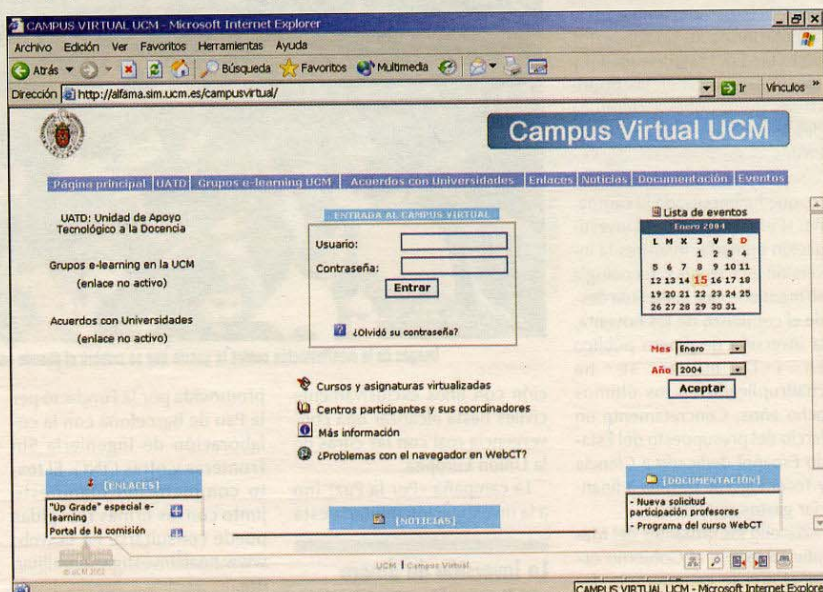 CAMPUS VIRTUAL UCM - Microsoft Internet Explorer
Archivo Edición Ver Favoritos Herramientas Ayuda
Atrás Búsqueda Favoritos Multimedia
Dirección http://alfama.sim.ucm.es/campusvirtual/ Ir Vínculos »
Campus Virtual UCM
Página principal UATD Grupos e-learning UCM Acuerdos con Universidades Enlaces Noticias Documentación Eventos
UATD: Unidad de Apoyo
Tecnológico a la Docencia
Grupos e-learning en la UCM
(enlace no activo)
Acuerdos con Universidades
(enlace no activo)
ENTRADA AL CAMPUS VIRTUAL
Usuario:
Contraseña:
Entrar
¿Olvidó su contraseña?
Cursos y asignaturas virtualizadas
Centros participantes y sus coordinadores
Más información
¿Problemas con el navegador en WebCT?
Lista de eventos
Enero 2004
L M X J V S D
1 2 3 4
5 6 7 8 9 10 11
12 13 14 15 16 17 18
19 20 21 22 23 24 25
26 27 28 29 30 31
Mes Enero
Año 2004
Aceptar
[ENLACES]
"Up Grade" especial e-
learning
Portal de la comisión
[NOTICIAS]
[DOCUMENTACIÓN]
- Nueva solicitud
participación profesores
- Programa del curso WebCT
© UCM 2002
UCM | Campus Virtual
CAMPUS VIRTUAL UCM - Microsoft Internet Explorer